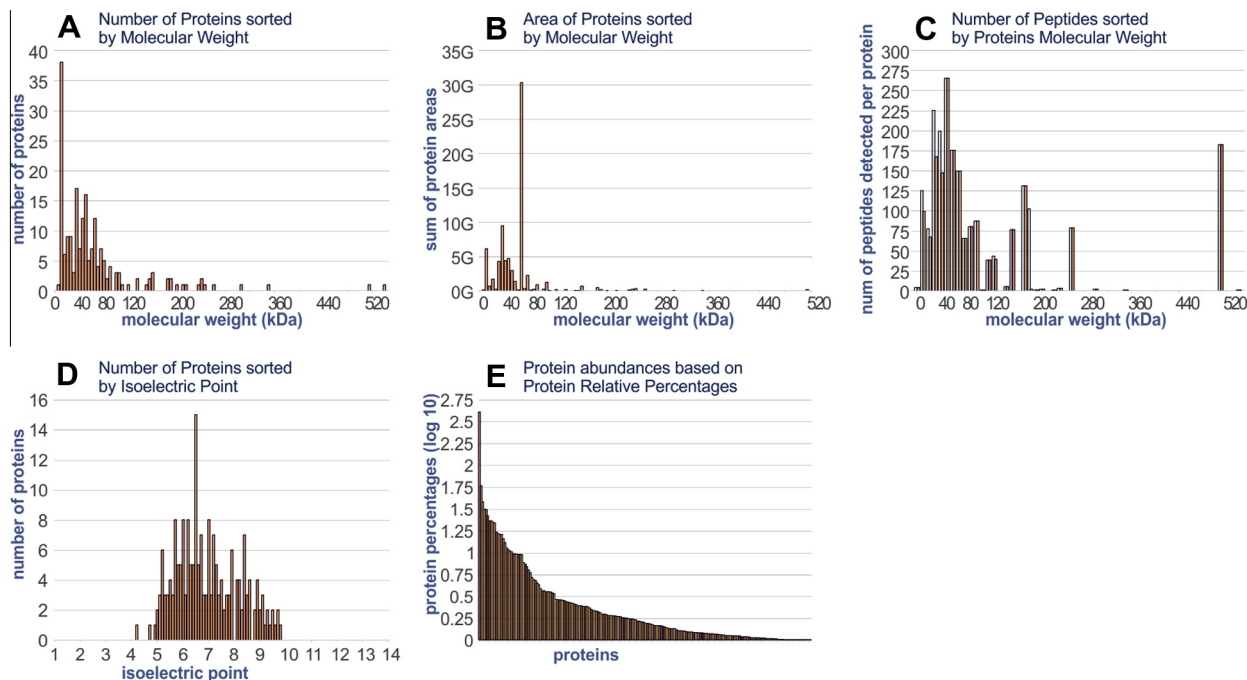 A
Number of Proteins sorted
by Molecular Weight
40
35
30
25
20
15
10
5
0
number of proteins
0 40 80 120 200 280 360 440 520
molecular weight (kDa)
B
Area of Proteins sorted
by Molecular Weight
35G
30G
25G
20G
15G
10G
5G
0G
sum of protein areas
0 40 80 120 200 280 360 440 520
molecular weight (kDa)
C
Number of Peptides sorted
by Proteins Molecular Weight
300
275
250
225
200
175
150
125
100
75
50
25
0
num of peptides detected per protein
0 40 80 120 200 280 360 440 520
molecular weight (kDa)
D
Number of Proteins sorted
by Isoelectric Point
16
14
12
10
8
6
4
2
0
number of proteins
1 2 3 4 5 6 7 8 9 10 11 12 13 14
isoelectric point
E
Protein abundances based on
Protein Relative Percentages
2.75
2.5
2.25
2
1.75
1.5
1.25
1
0.75
0.5
0.25
0
protein percentages (log 10)
proteins